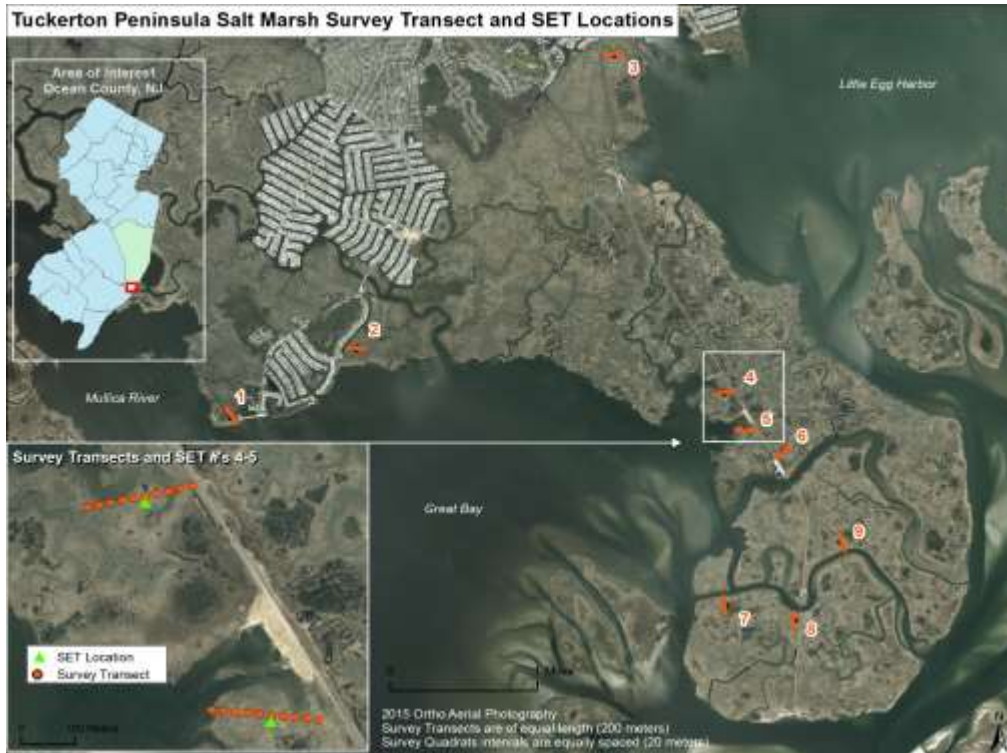 Tuckerton Peninsula Salt Marsh Survey Transect and SET Locations
Area of Interest
Ocean County, NJ
3
Little Egg Harbor
2
1
Mullica River
4
5
6
Survey Transects and SET #'s 4-5
Great Bay
9
7
8
SET Location
Survey Transect
2015 Ortho Aerial Photography
Survey Transects are of equal length (200 meters)
Survey Quadrats intervals are equally spaced (20 meters)